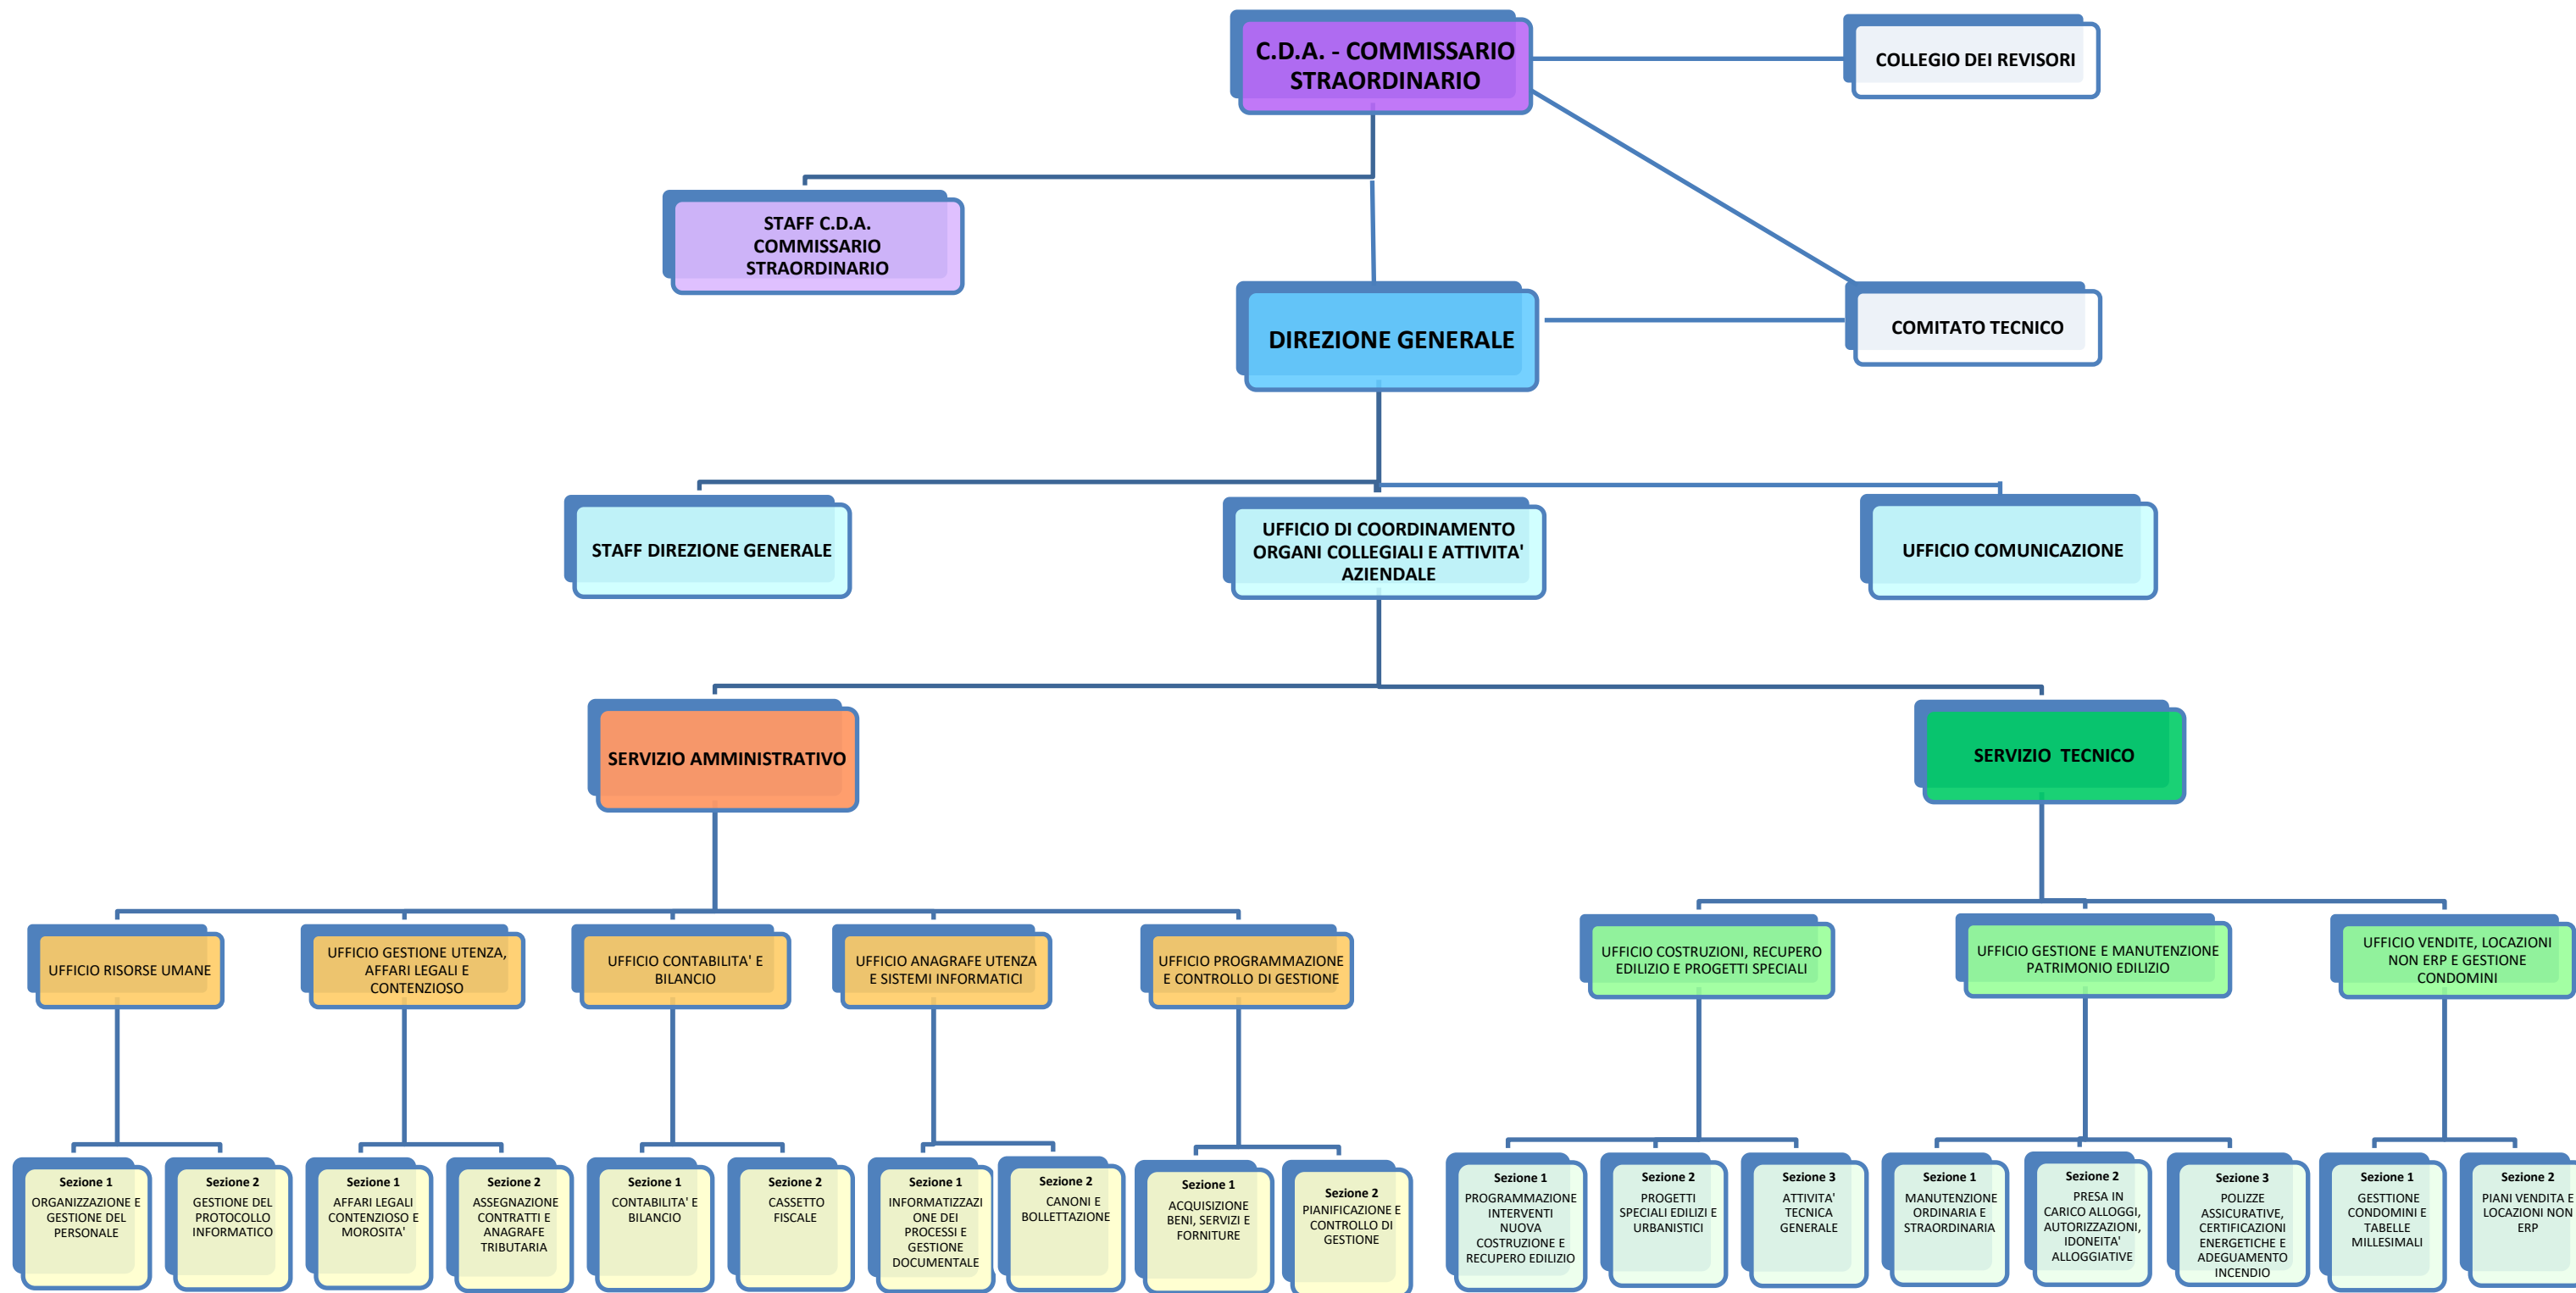 C.D.A. - COMMISSARIO
STRAORDINARIO
COLLEGIO DEI REVISORI
STAFF C.D.A.
COMMISSARIO
STRAORDINARIO
DIREZIONE GENERALE
COMITATO TECNICO
STAFF DIREZIONE GENERALE
UFFICIO DI COORDINAMENTO
ORGANI COLLEGIALI E ATTIVITA'
AZIENDALE
UFFICIO COMUNICAZIONE
SERVIZIO AMMINISTRATIVO
SERVIZIO TECNICO
UFFICIO RISORSE UMANE
UFFICIO GESTIONE UTENZA,
AFFARI LEGALI E
CONTENZIOSO
UFFICIO CONTABILITA' E
BILANCIO
UFFICIO ANAGRAFE UTENZA
E SISTEMI INFORMATICI
UFFICIO PROGRAMMAZIONE
E CONTROLLO DI GESTIONE
UFFICIO COSTRUZIONI, RECUPERO
EDILIZIO E PROGETTI SPECIALI
UFFICIO GESTIONE E MANUTENZIONE
PATRIMONIO EDILIZIO
UFFICIO VENDITE, LOCAZIONI
NON ERP E GESTIONE
CONDOMINI
Sezione 1
ORGANIZZAZIONE E
GESTIONE DEL
PERSONALE
Sezione 2
GESTIONE DEL
PROTOCOLLO
INFORMATICO
Sezione 1
AFFARI LEGALI
CONTENZIOSO E
MOROSITA'
Sezione 2
ASSEGNAZIONE
CONTRATTI E
ANAGRAFE
TRIBUTARIA
Sezione 1
CONTABILITA' E
BILANCIO
Sezione 2
CASSETTO
FISCALE
Sezione 1
INFORMATIZZAZI
ONE DEI
PROCESSI E
GESTIONE
DOCUMENTALE
Sezione 2
CANONI E
BOLLETTAZIONE
Sezione 1
ACQUISIZIONE
BENI, SERVIZI E
FORNITURE
Sezione 2
PIANIFICAZIONE E
CONTROLLO DI
GESTIONE
Sezione 1
PROGRAMMAZIONE
INTERVENTI
NUOVA
COSTRUZIONE E
RECUPERO EDILIZIO
Sezione 2
PROGETTI
SPECIALI EDILIZI E
URBANISTICI
Sezione 3
ATTIVITA'
TECNICA
GENERALE
Sezione 1
MANUTENZIONE
ORDINARIA E
STRAORDINARIA
Sezione 2
PRESA IN
CARICO ALLOGGI,
AUTORIZZAZIONI,
IDONEITA'
ALLOGGIATIVE
Sezione 3
POLIZZE
ASSICURATIVE,
CERTIFICAZIONI
ENERGETICHE E
ADEGUAMENTO
INCENDIO
Sezione 1
GESTTIONE
CONDOMINI E
TABELLE
MILLESIMALI
Sezione 2
PIANI VENDITA E
LOCAZIONI NON
ERP